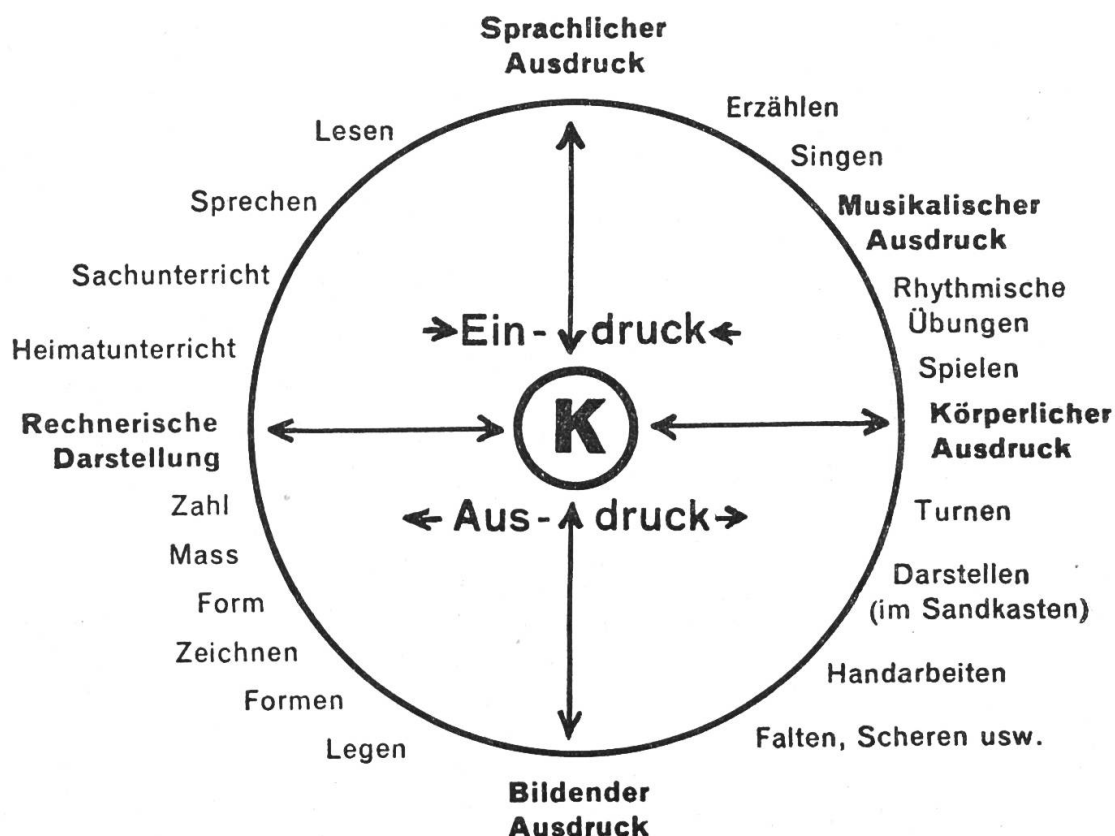 Sprachlicher
Ausdruck
Erzählen
Singen
Musikalischer
Ausdruck
Rhythmische
Übungen
Spielen
Körperlicher
Ausdruck
Turnen
Darstellen
(im Sandkasten)
Handarbeiten
Falten, Scheren usw.
Bildender
Ausdruck
Lesen
Sprechen
Sachunterricht
Heimatunterricht
Rechnerische
Darstellung
Zahl
Mass
Form
Zeichnen
Formen
Legen
Ein- druck
K
Aus- druck